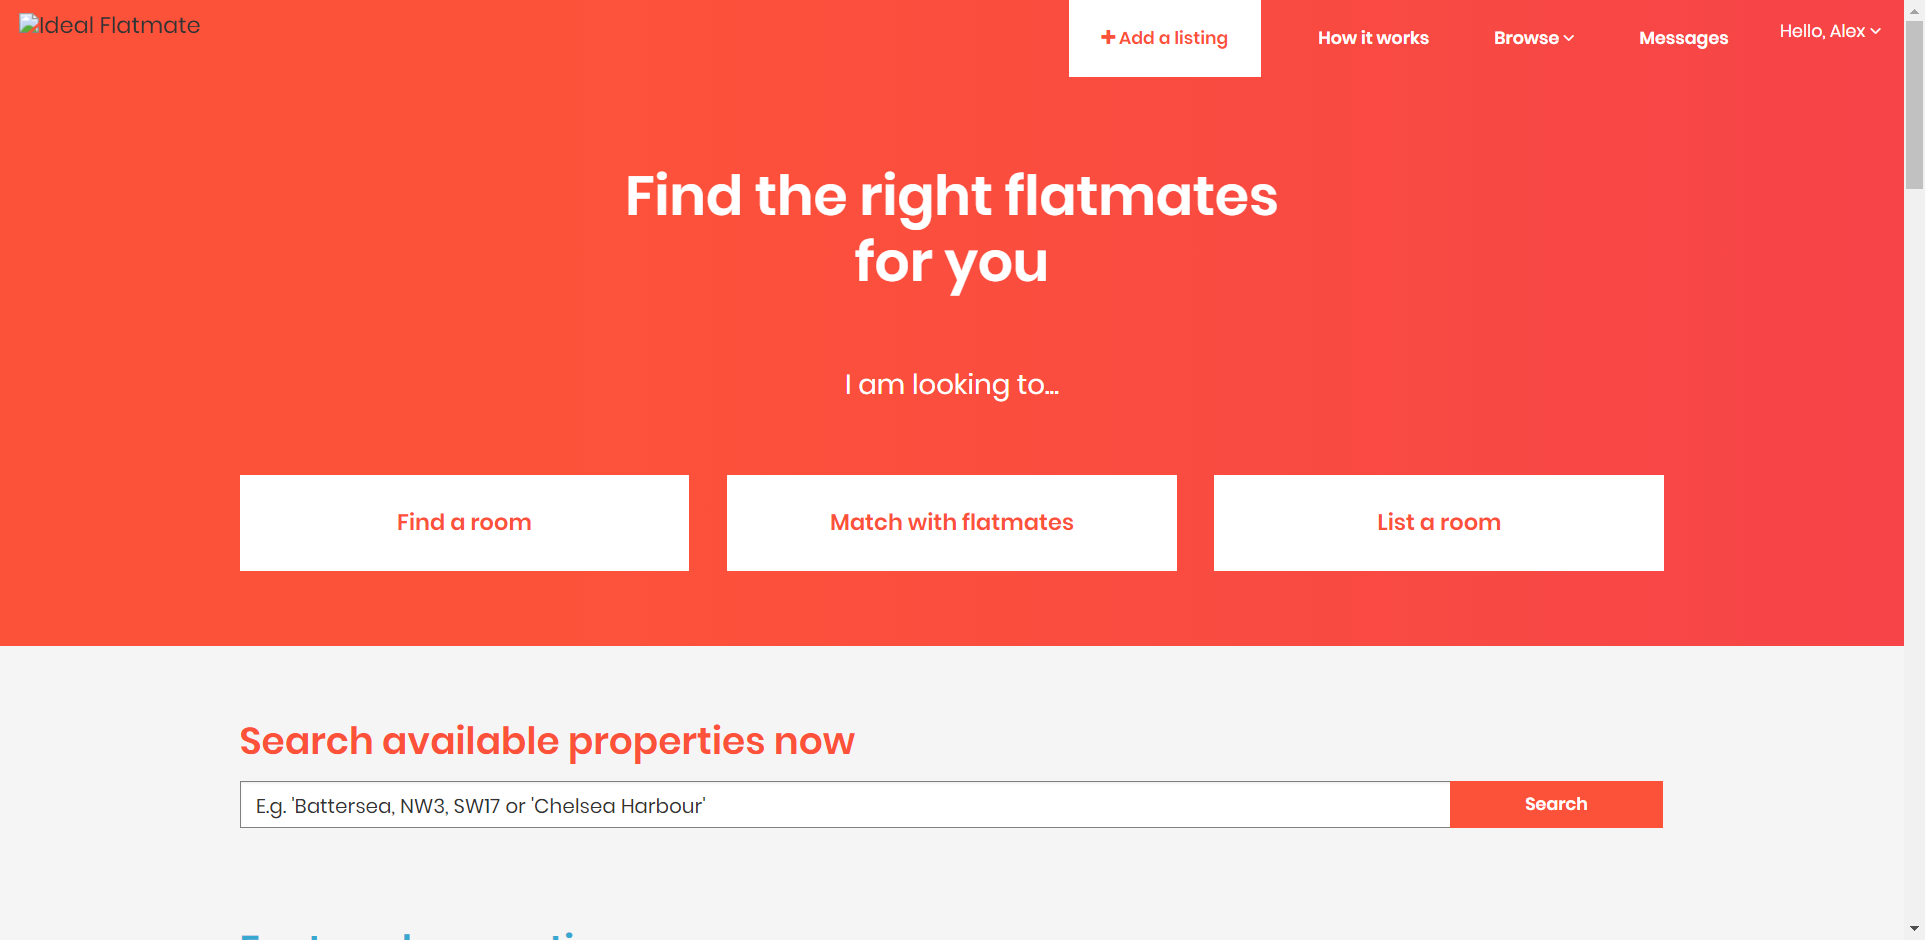 Ideal Flatmate
Add a listing
How it works
Browse
Messages
Hello, Alex
Find the right flatmates
for you
I am looking to...
Find a room
Match with flatmates
List a room
Search available properties now
E.g. 'Battersea, NW3, SW17 or 'Chelsea Harbour'
Search